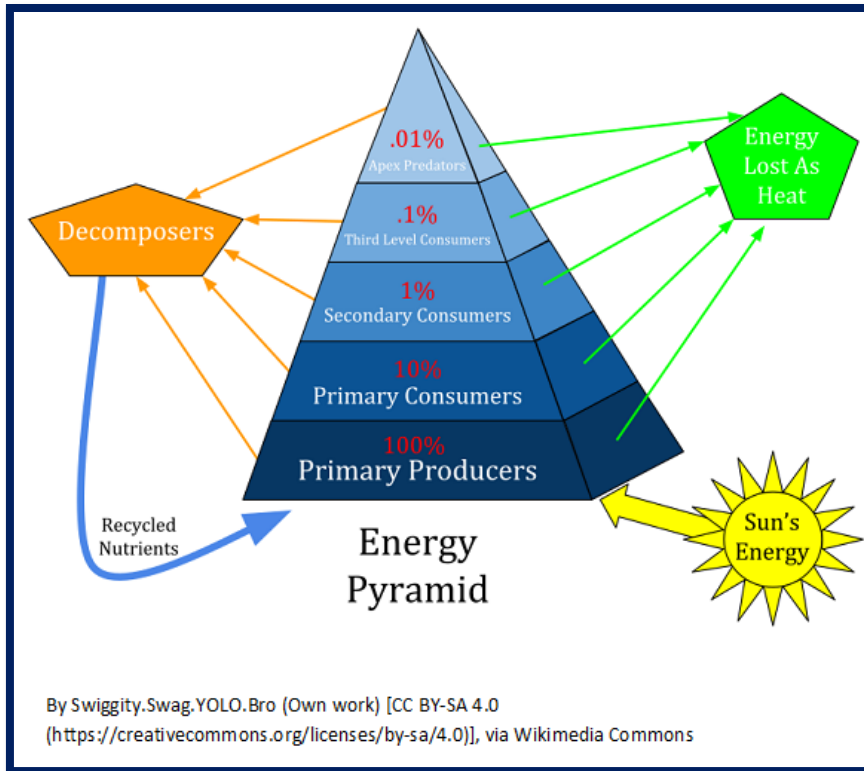 .01%
Apex Predators
Energy
Lost As
Heat
.1%
Third Level Consumers
Decomposers
1%
Secondary Consumers
10%
Primary Consumers
100%
Primary Producers
Recycled
Nutrients
Sun's
Energy
Energy
Pyramid
By Swiggity.Swag.YOLO.Bro (Own work) [CC BY-SA 4.0
(https://creativecommons.org/licenses/by-sa/4.0)], via Wikimedia Commons